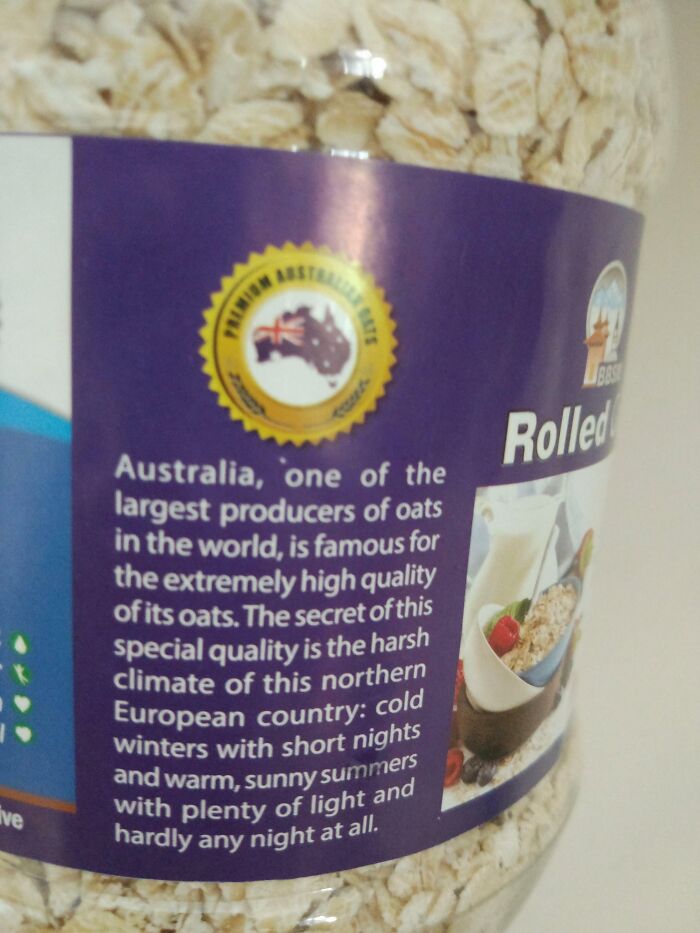 PREMIUM AUSTRALIAN OATS
BBS
Rolled
Australia, one of the
largest producers of oats
in the world, is famous for
the extremely high quality
of its oats. The secret of this
special quality is the harsh
climate of this northern
European country: cold
winters with short nights
and warm, sunny summers
with plenty of light and
hardly any night at all.
ive